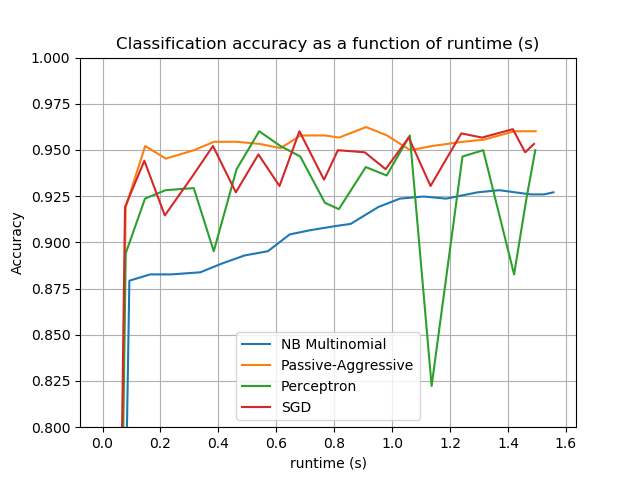 Classification accuracy as a function of runtime (s)
1.000
0.975
0.950
0.925
0.900
0.875
0.850
0.825
0.800
Accuracy
NB Multinomial
Passive-Aggressive
Perceptron
SGD
0.0 0.2 0.4 0.6 0.8 1.0 1.2 1.4 1.6
runtime (s)